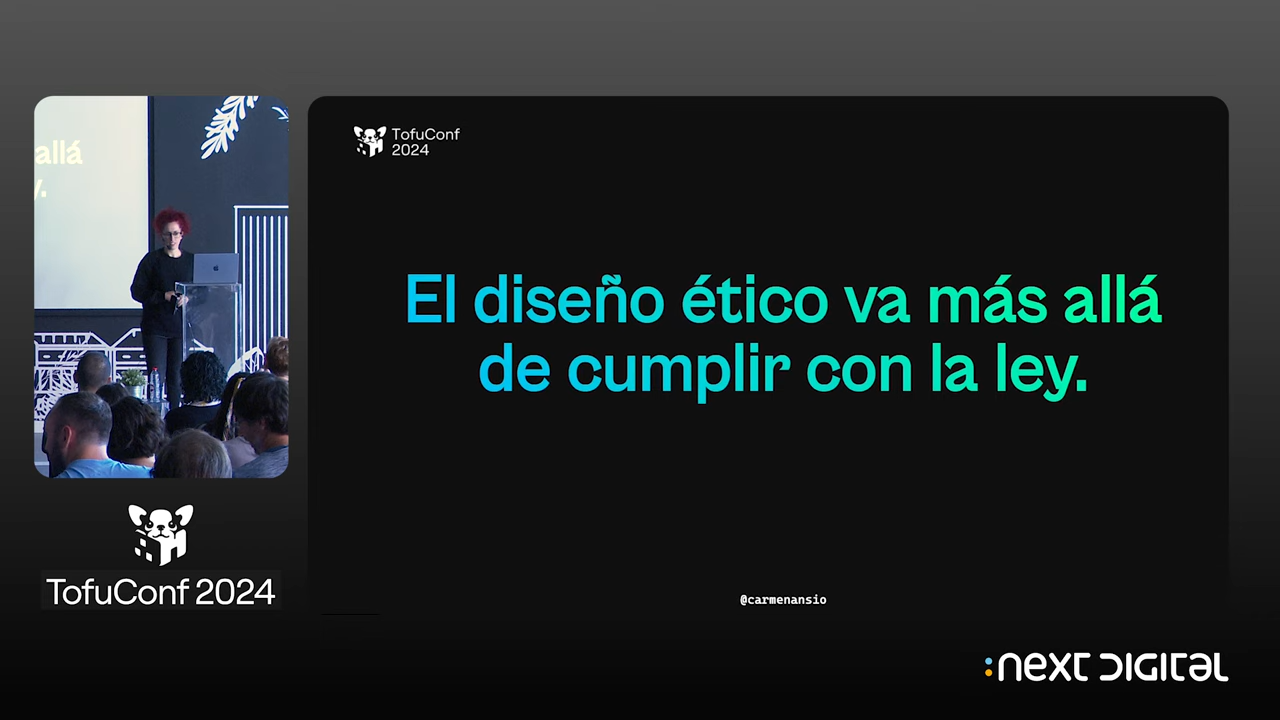 allá
y.
TofuConf
2024
El diseño ético va más allá
de cumplir con la ley.
@carmenansio
TofuConf 2024
:next digital